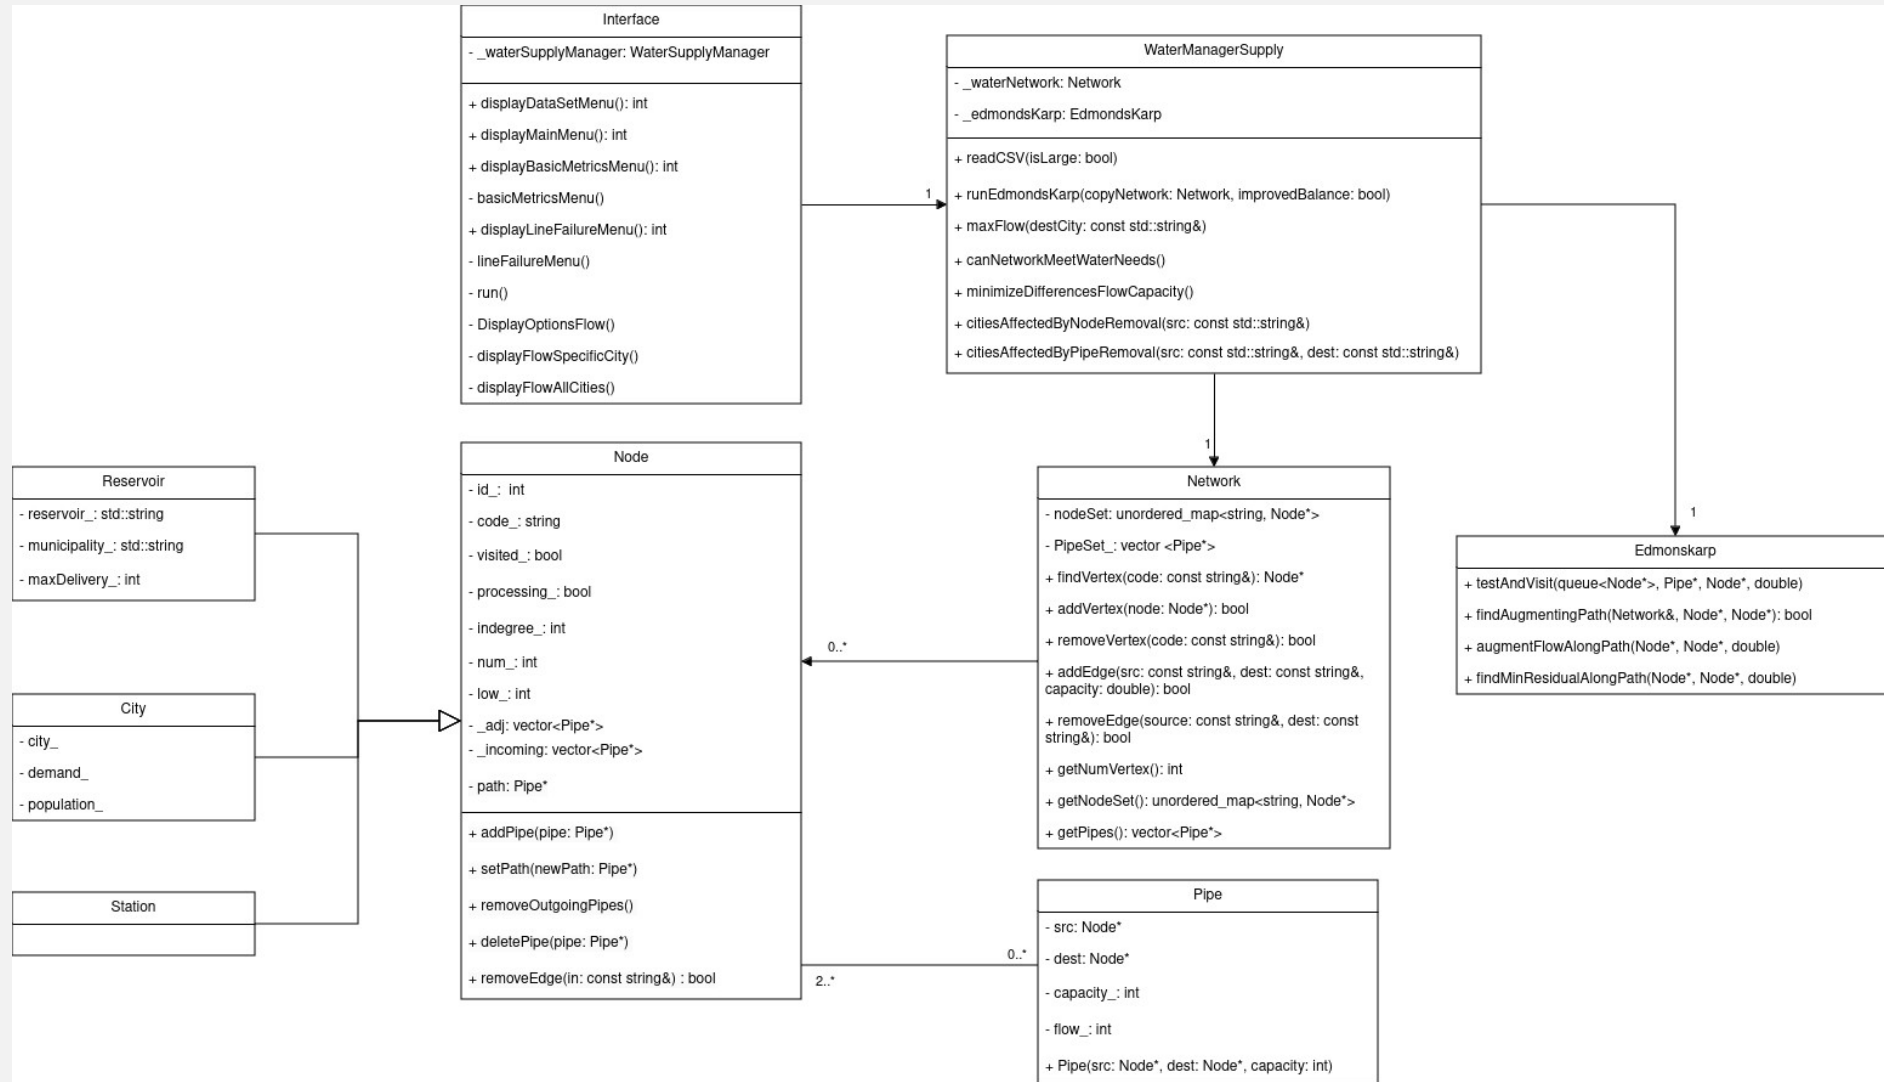 Interface
- _waterSupplyManager: WaterSupplyManager
+ displayDataSetMenu(): int
+ displayMainMenu(): int
+ displayBasicMetricsMenu(): int
- basicMetricsMenu()
+ displayLineFailureMenu(): int
- lineFailureMenu()
- run()
- DisplayOptionsFlow()
- displayFlowSpecificCity()
- displayFlowAllCities()
1
WaterManagerSupply
- _waterNetwork: Network
- _edmondsKarp: EdmondsKarp
+ readCSV(isLarge: bool)
+ runEdmondsKarp(copyNetwork: Network, improvedBalance: bool)
+ maxFlow(destCity: const std::string&)
+ canNetworkMeetWaterNeeds()
+ minimizeDifferencesFlowCapacity()
+ citiesAffectedByNodeRemoval(src: const std::string&)
+ citiesAffectedByPipeRemoval(src: const std::string&, dest: const std::string&)
1
1
Reservoir
- reservoir_: std::string
- municipality_: std::string
- maxDelivery_: int
City
- city_
- demand_
- population_
Station
Node
- id_:  int
- code_: string
- visited_: bool
- processing_: bool
- indegree_: int
- num_: int
- low_: int
- _adj: vector<Pipe*>
- _incoming: vector<Pipe*>
- path: Pipe*
+ addPipe(pipe: Pipe*)
+ setPath(newPath: Pipe*)
+ removeOutgoingPipes()
+ deletePipe(pipe: Pipe*)
+ removeEdge(in: const string&) : bool
0..*
2..*
0..*
Network
- nodeSet: unordered_map<string, Node*>
- PipeSet_: vector <Pipe*>
+ findVertex(code: const string&): Node*
+ addVertex(node: Node*): bool
+ removeVertex(code: const string&): bool
+ addEdge(src: const string&, dest: const string&,
capacity: double): bool
+ removeEdge(source: const string&, dest: const
string&): bool
+ getNumVertex(): int
+ getNodeSet(): unordered_map<string, Node*>
+ getPipes(): vector<Pipe*>
Edmonskarp
+ testAndVisit(queue<Node*>, Pipe*, Node*, double)
+ findAugmentingPath(Network&, Node*, Node*): bool
+ augmentFlowAlongPath(Node*, Node*, double)
+ findMinResidualAlongPath(Node*, Node*, double)
Pipe
- src: Node*
- dest: Node*
- capacity_: int
- flow_: int
+ Pipe(src: Node*, dest: Node*, capacity: int)